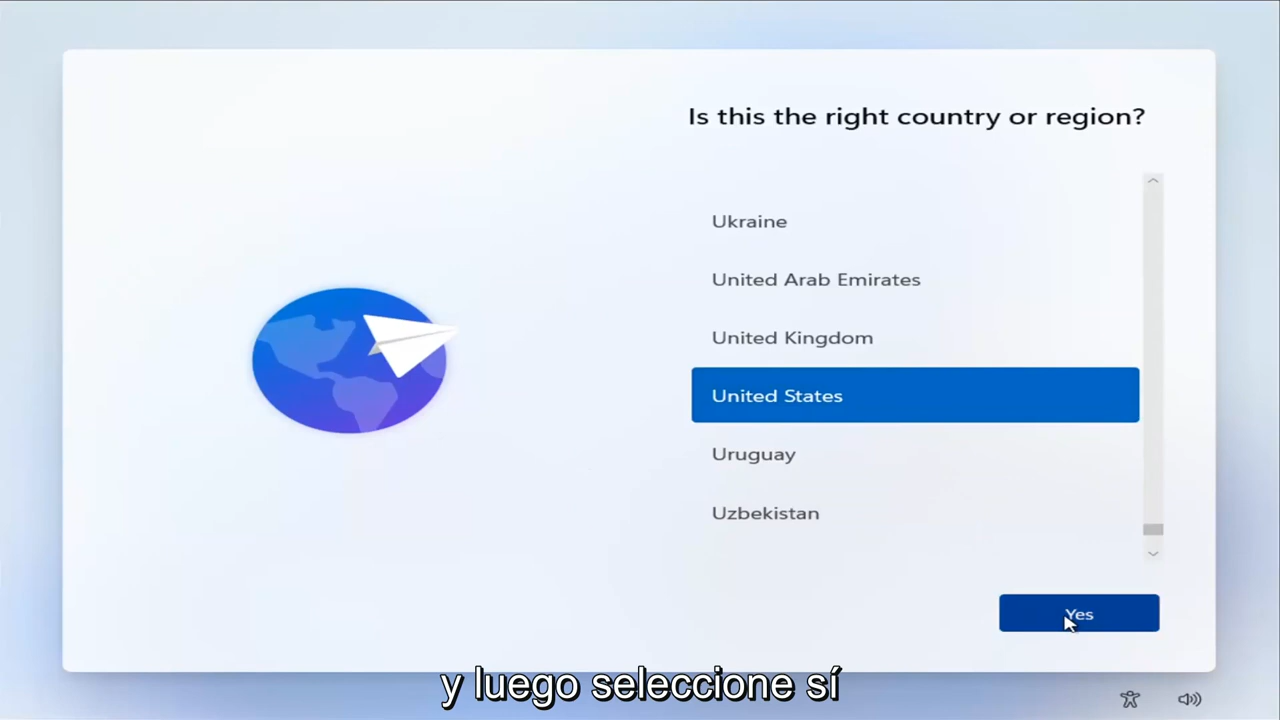 Is this the right country or region?
Ukraine
United Arab Emirates
United Kingdom
United States
Uruguay
Uzbekistan
Yes
y luego seleccione sí